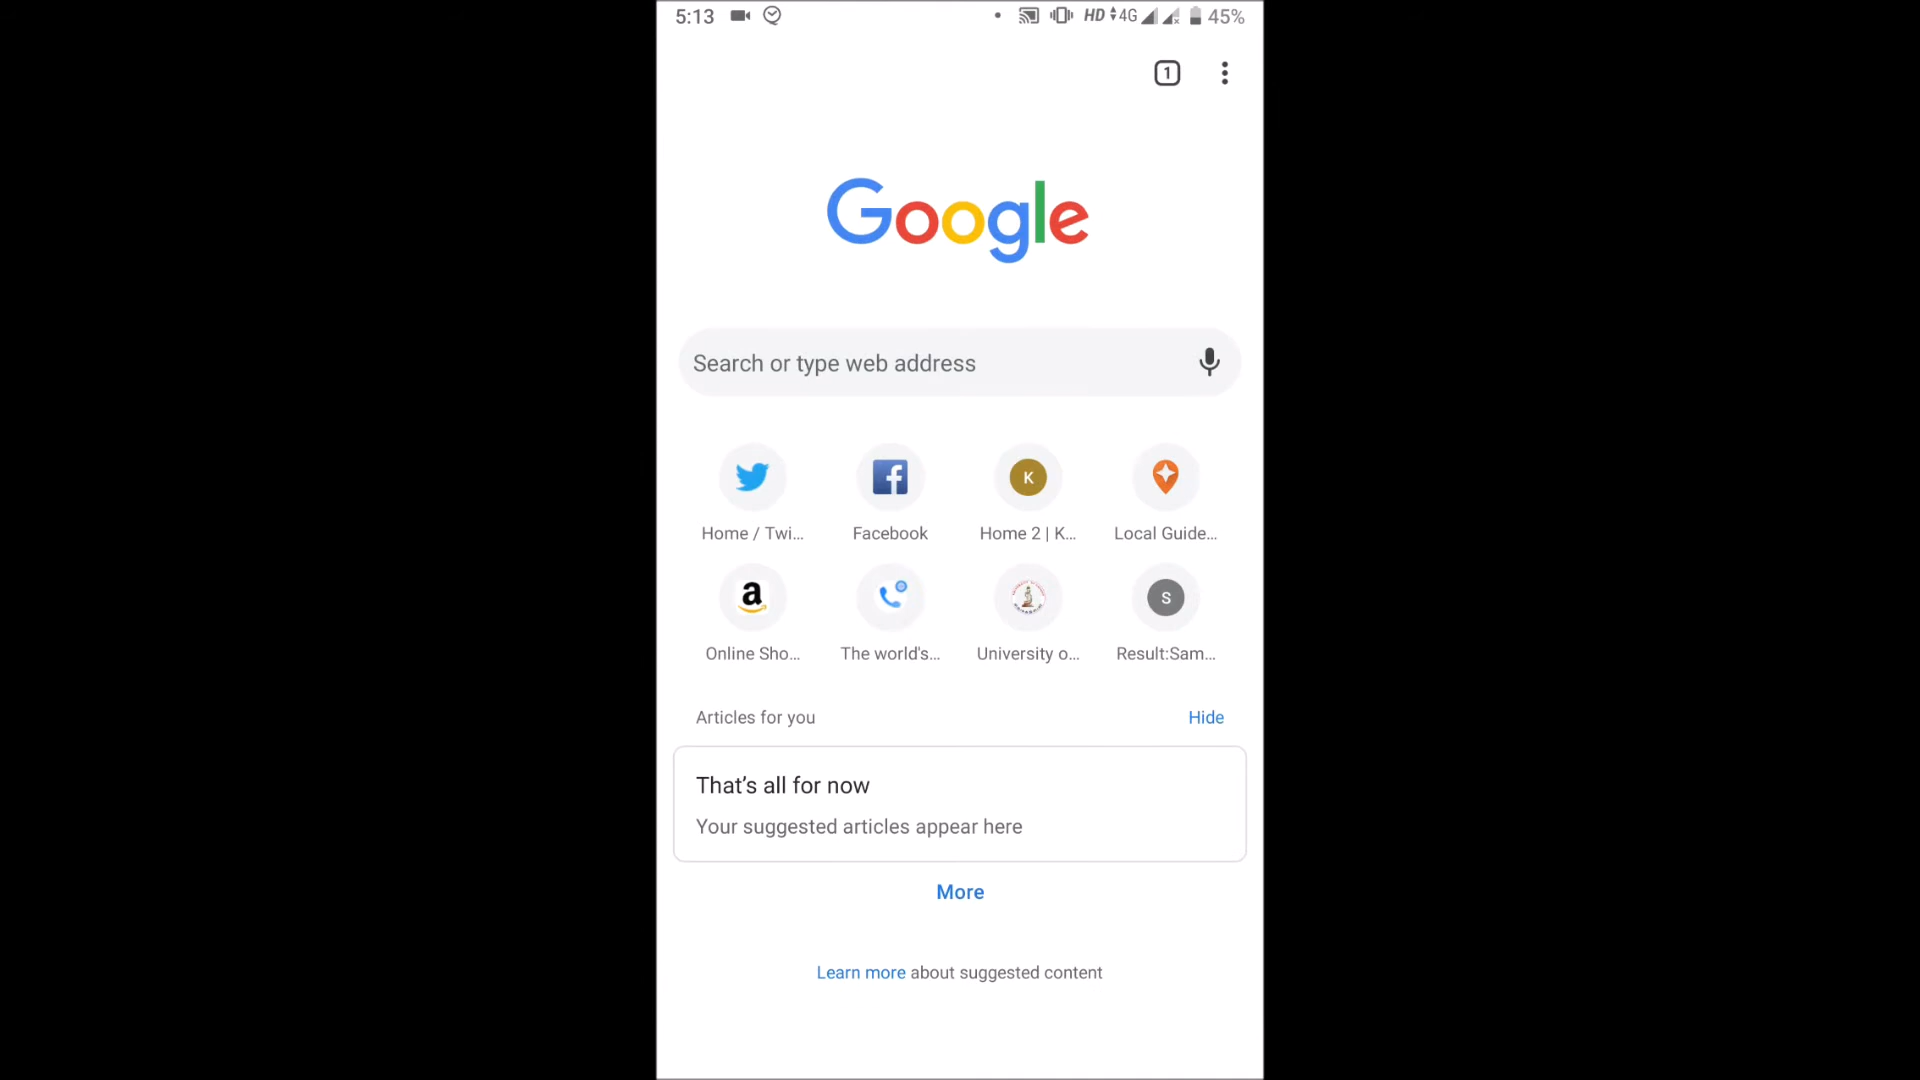 5:13 HD 4G 45%
1
Google
Search or type web address
K
Home / Twi... Facebook Home 2 | K... Local Guide...
a S
Online Sho... The world's... University o... Result:Sam...
Articles for you Hide
That's all for now
Your suggested articles appear here
More
Learn more about suggested content